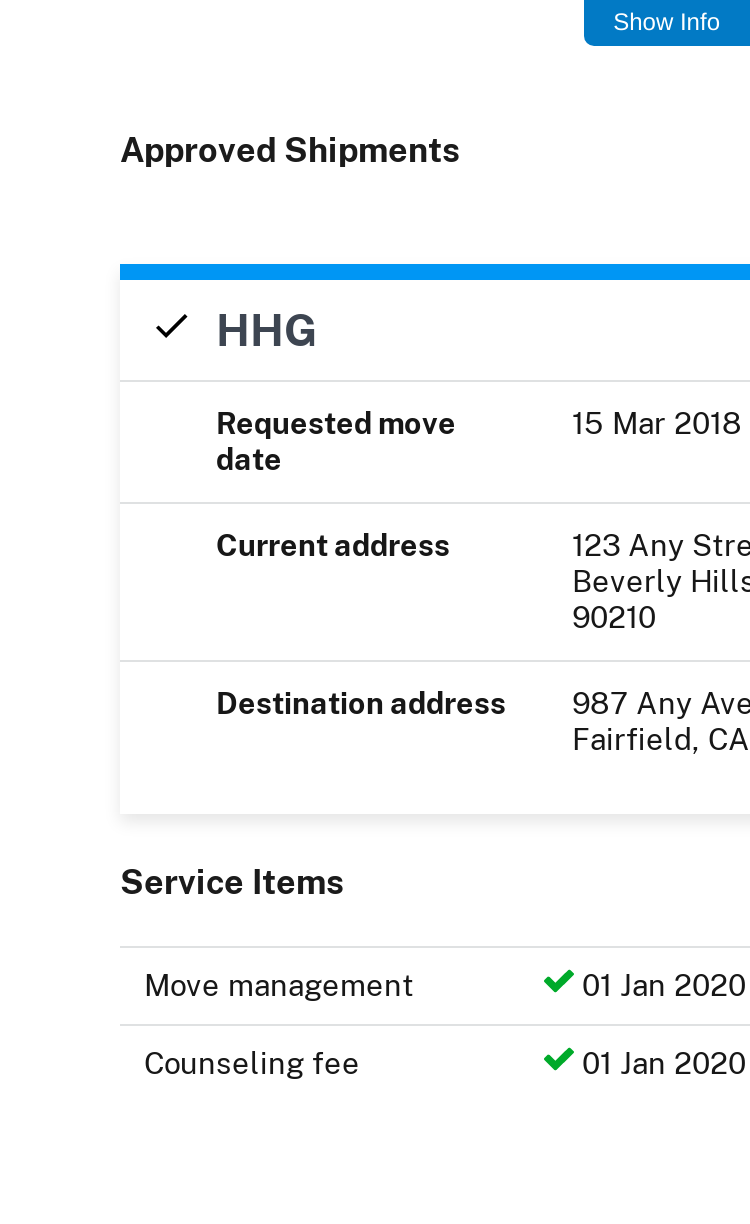 Show Info
Approved Shipments
HHG
Requested move
date
15 Mar 2018
Current address
123 Any Stre
Beverly Hills
90210
Destination address
987 Any Ave
Fairfield, CA
Service Items
Move management
01 Jan 2020
Counseling fee
01 Jan 2020